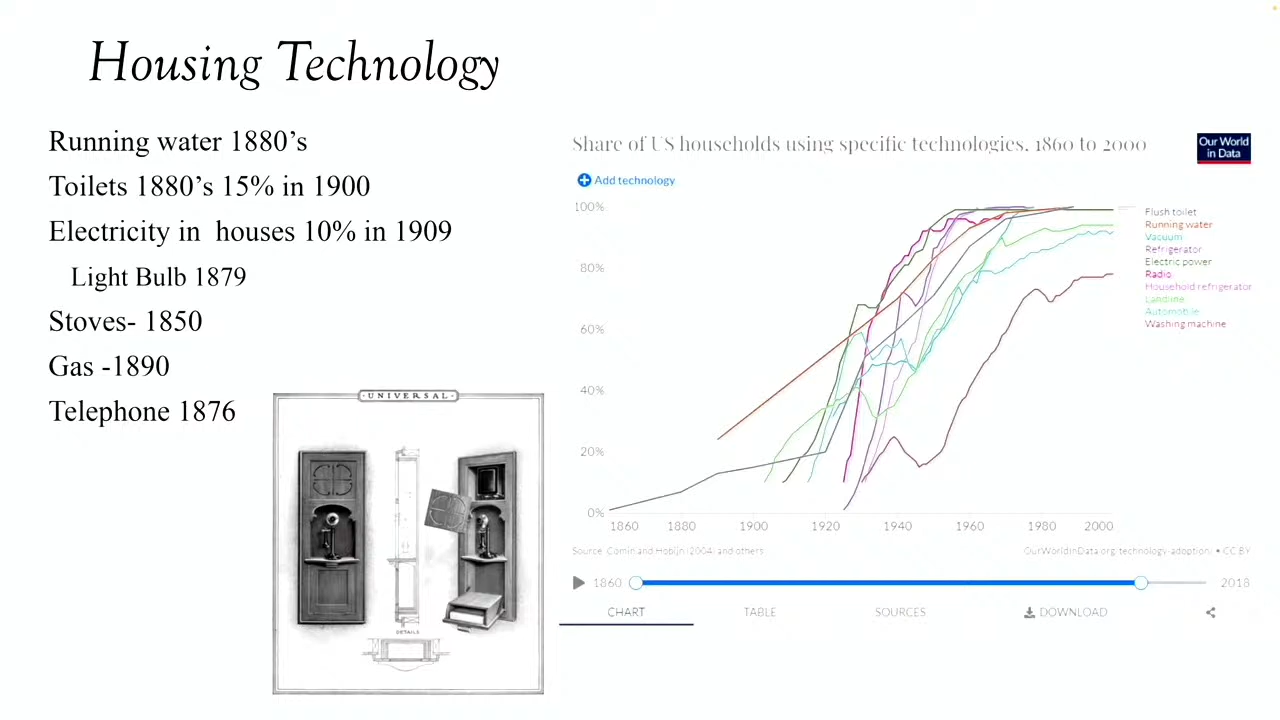 Housing Technology
Running water 1880’s
Toilets 1880’s 15% in 1900
Electricity in  houses 10% in 1909
Light Bulb 1879
Stoves- 1850
Gas -1890
Telephone 1876
UNIVERSAL
DETAILS
Share of US households using specific technologies, 1860 to 2000
Our World
in Data
Add technology
100%
80%
60%
40%
20%
0%
1860 1880 1900 1920 1940 1960 1980 2000
Flush toilet
Running water
Vacuum
Refrigerator
Electric power
Radio
Household refrigerator
Landline
Automobile
Washing machine
Source: Comin and Hobijn (2004) and others
OurWorldInData.org/technology-adoption/ • CC BY
1860 2018
CHART TABLE SOURCES DOWNLOAD